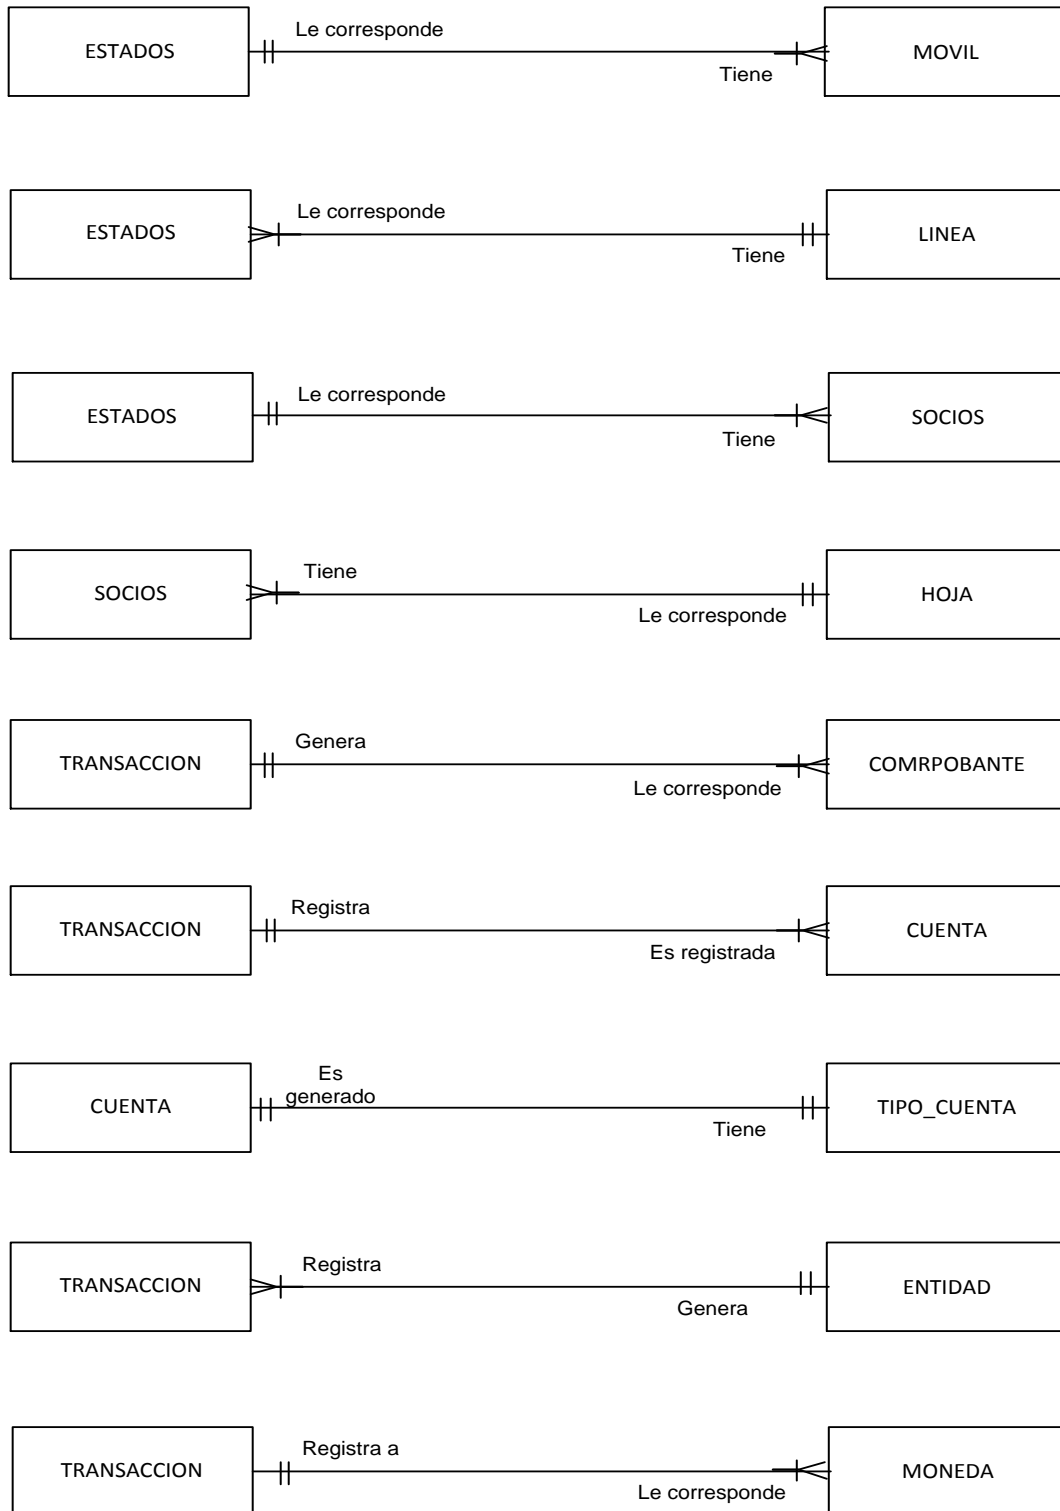 ESTADOS
Le corresponde
Tiene
MOVIL
ESTADOS
Le corresponde
Tiene
LINEA
ESTADOS
Le corresponde
Tiene
SOCIOS
SOCIOS
Tiene
Le corresponde
HOJA
TRANSACCION
Genera
Le corresponde
COMRPOBANTE
TRANSACCION
Registra
Es registrada
CUENTA
CUENTA
Es
generado
Tiene
TIPO_CUENTA
TRANSACCION
Registra
Genera
ENTIDAD
TRANSACCION
Registra a
Le corresponde
MONEDA